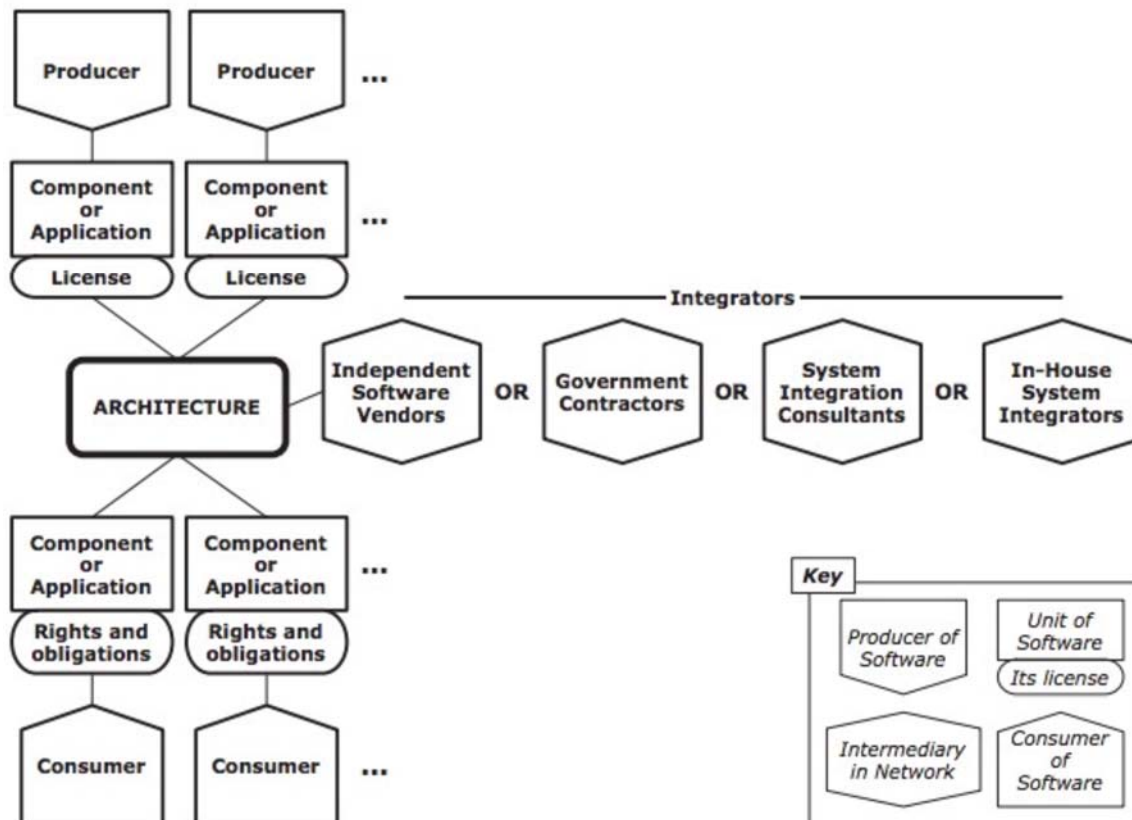 Producer
Producer
...
Component
or
Application
Component
or
Application
...
License
License
Integrators
ARCHITECTURE
Independent
Software
Vendors
OR
Government
Contractors
OR
System
Integration
Consultants
OR
In-House
System
Integrators
Component
or
Application
Component
or
Application
...
Rights and
obligations
Rights and
obligations
Consumer
Consumer
...
Key
Producer of
Software
Unit of
Software
Its license
Intermediary
in Network
Consumer
of
Software